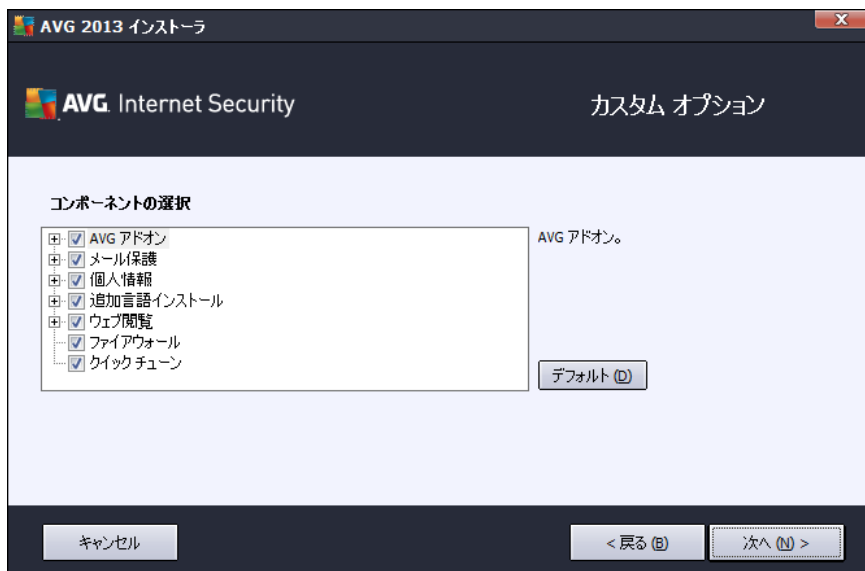 AVG 2013 インストーラ
AVG. Internet Security
カスタム オプション
コンポーネントの選択
AVG アドオン
メール保護
個人情報
追加言語インストール
ウェブ閲覧
ファイアウォール
クイック チューン
AVG アドオン。
デフォルト (D)
キャンセル
< 戻る (B)
次へ (N) >